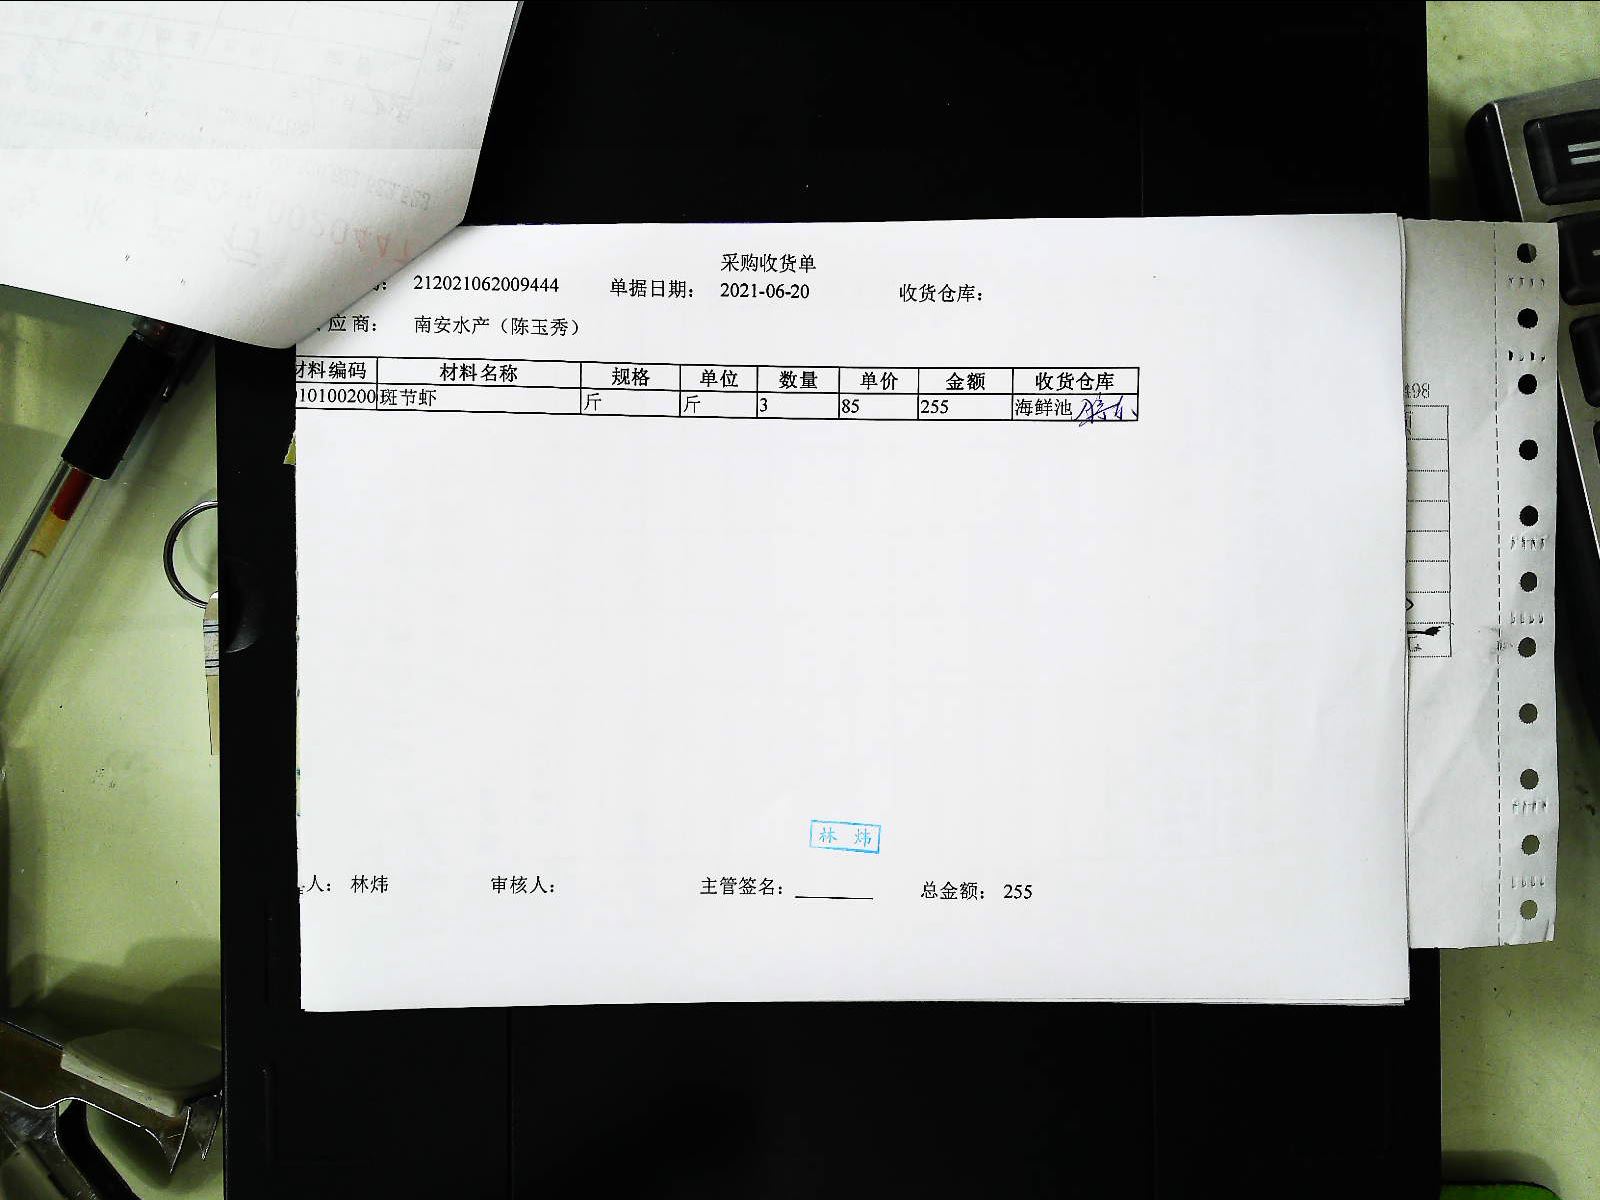 采购收货单
212021062009444 单据日期: 2021-06-20 收货仓库:
应商: 南安水产（陈玉秀）
材料编码 材料名称 规格 单位 数量 单价 金额 收货仓库
10100200 斑节虾 斤 斤 3 85 255 海鲜池
林炜
人: 林炜 审核人: 主管签名: 总金额: 255